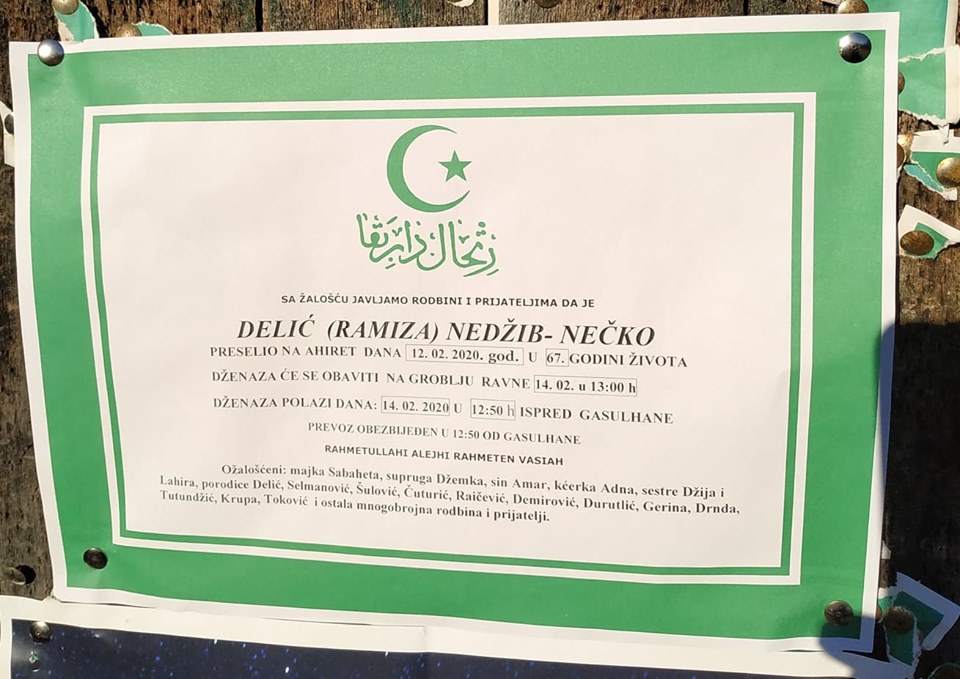 SA ŽALOŠĆU JAVLJAMO RODBINI I PRIJATELJIMA DA JE
DELIĆ (RAMIZA) NEDŽIB- NEČKO
PRESELIO NA AHIRET DANA 12.02. 2020. god. U 67. GODINI ŽIVOTA
DŽENAZA ĆE SE OBAVITI NA GROBLJU RAVNE 14.02. u 13:00 h
DŽENAZA POLAZI DANA: 14.02. 2020 U 12:50 h ISPRED GASULHANE
PREVOZ OBEZBIJEĐEN U 12:50 OD GASULHANE
RAHMETULLAHI ALEJHI RAHMETEN VASIAH
Ožalošćeni: majka Sabaheta, supruga Džemka, sin Amar, kćerka Adna, sestre Džija i
Lahira, porodice Delić, Selmanović, Šulović, Čuturić, Raičević, Demirović, Durutlić, Gerina, Drnda,
Tutundžić, Krupa, Toković i ostala mnogobrojna rodbina i prijatelji.